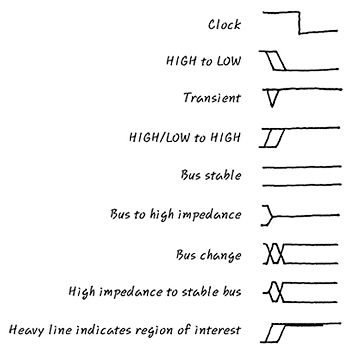 Clock
HIGH to LOW
Transient
HIGH/LOW to HIGH
Bus stable
Bus to high impedance
Bus change
High impedance to stable bus
Heavy line indicates region of interest